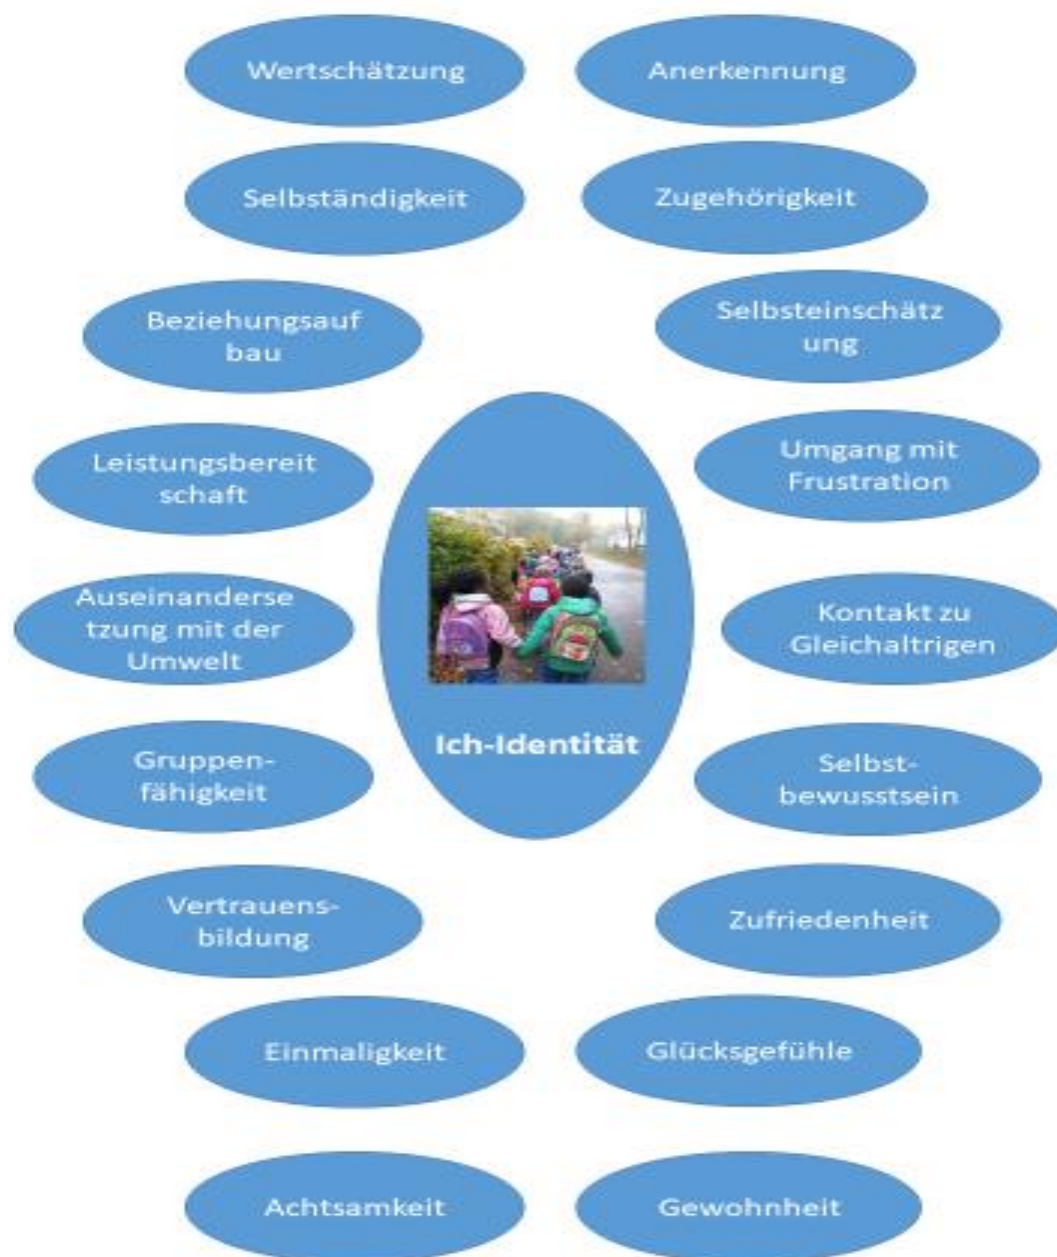 Wertschätzung
Anerkennung
Selbständigkeit
Zugehörigkeit
Beziehungsauf
bau
Selbsteinschätz
ung
Leistungsbereit
schaft
Umgang mit
Frustration
Auseinanderse
tzung mit der
Umwelt
Kontakt zu
Gleichaltrigen
Ich-Identität
Gruppen-
fähigkeit
Selbst-
bewusstsein
Vertrauens-
bildung
Zufriedenheit
Einmaligkeit
Glücksgefühle
Achtsamkeit
Gewohnheit